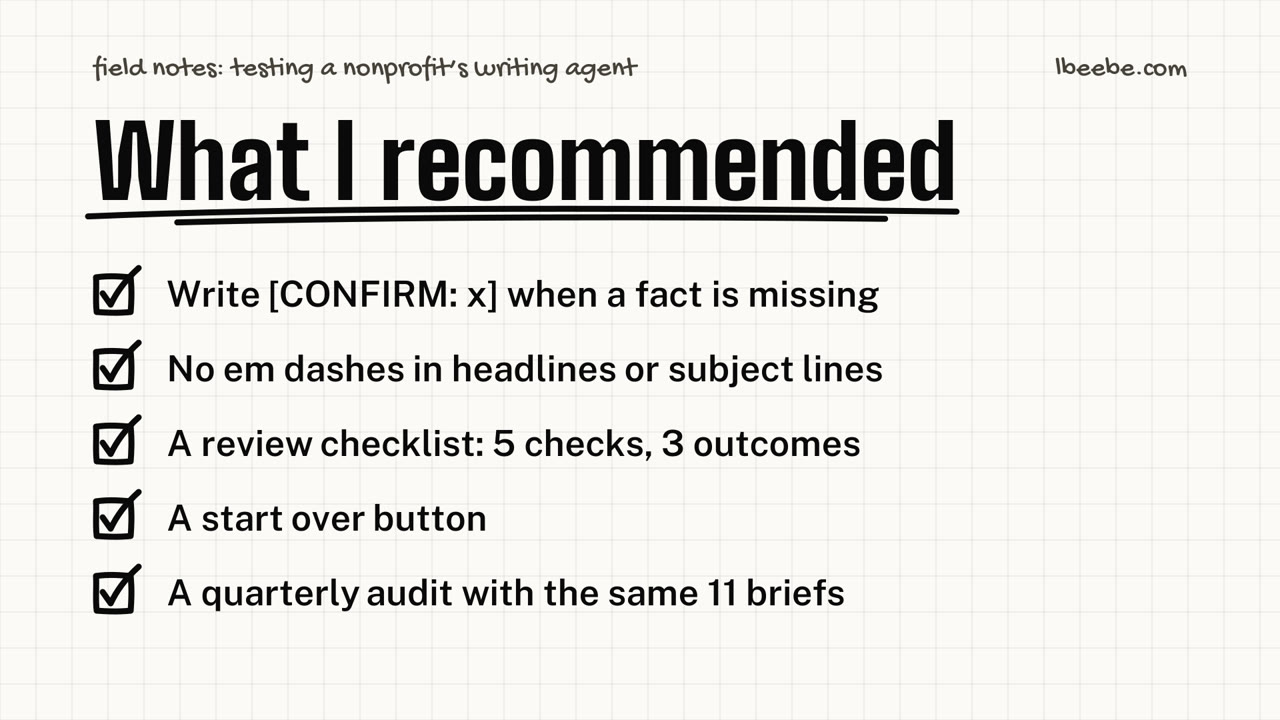 field notes: testing a nonprofit's writing agent
lbeebe.com
What I recommended
Write [CONFIRM: x] when a fact is missing
No em dashes in headlines or subject lines
A review checklist: 5 checks, 3 outcomes
A start over button
A quarterly audit with the same 11 briefs